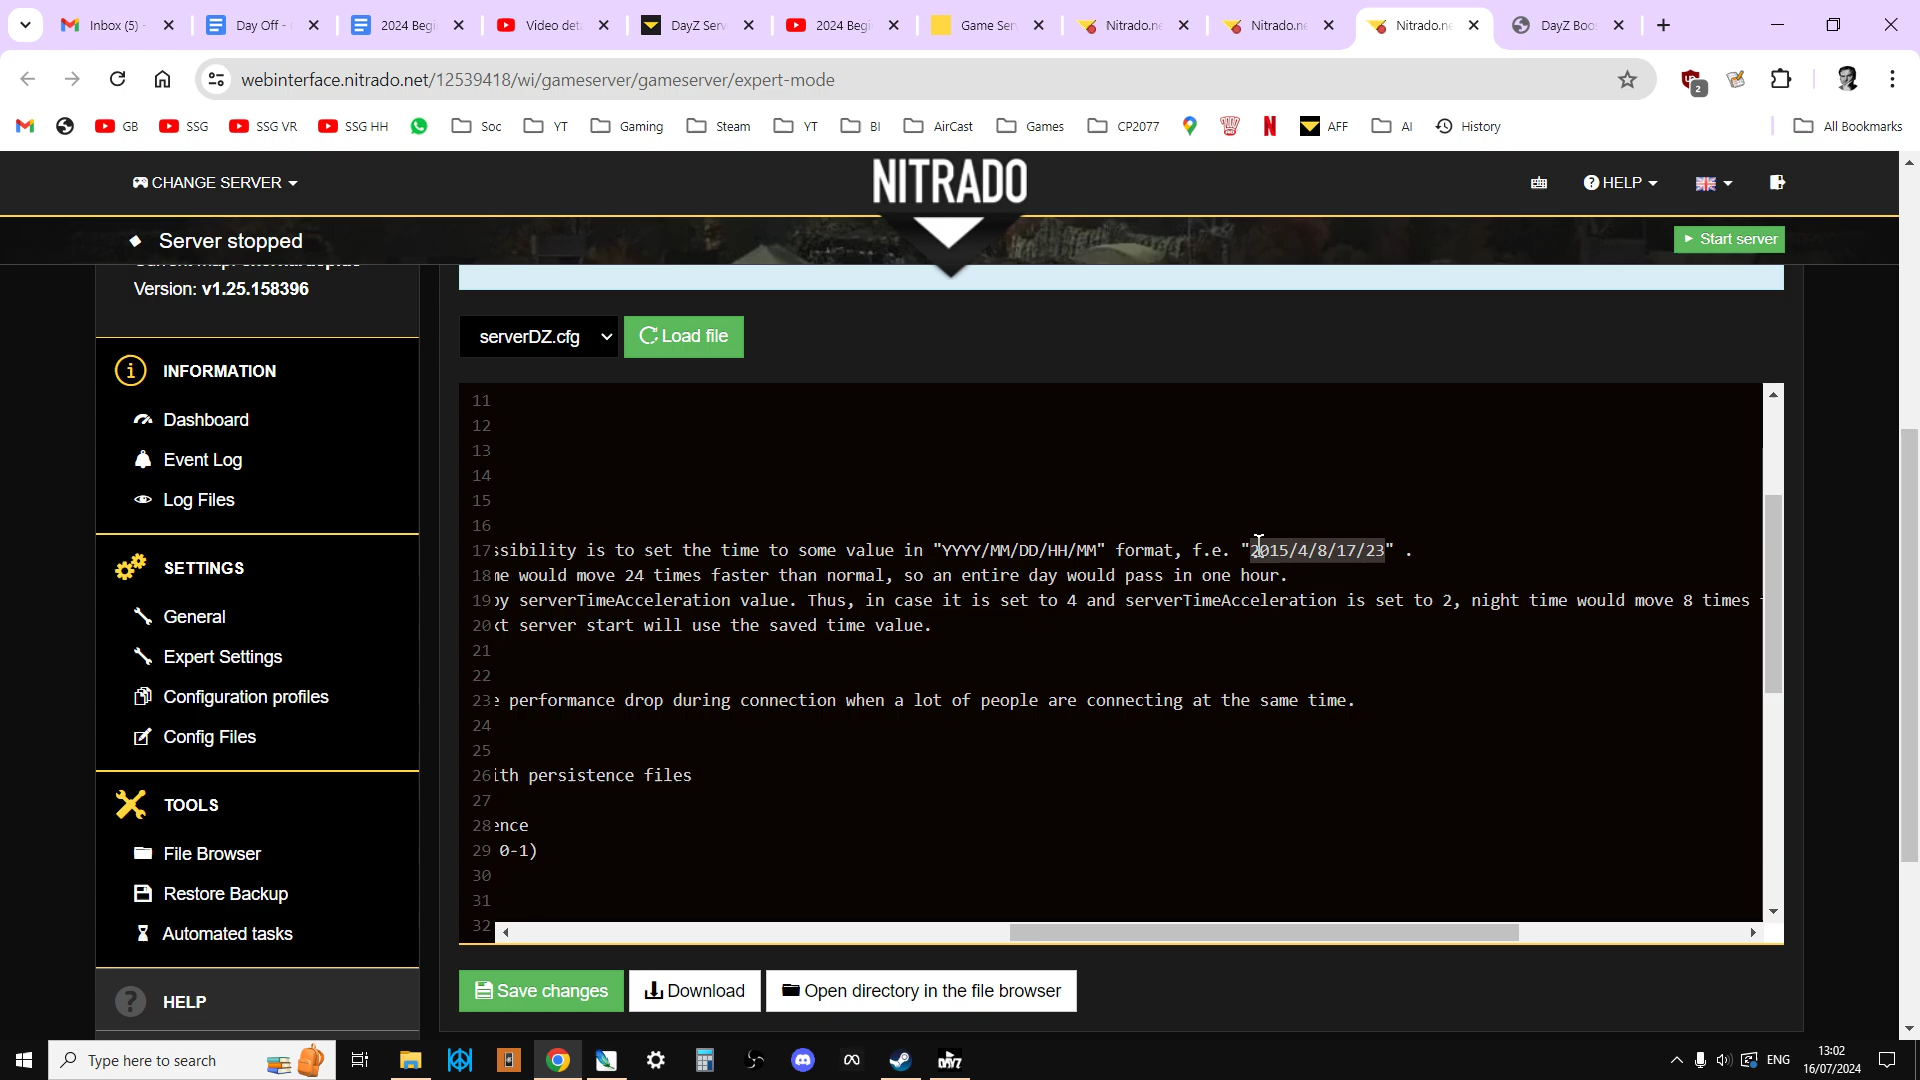 Inbox (5) -
Day Off -
2024 Begi
Video det
DayZ Serv
2024 Begi
Game Ser
Nitrado.ne
Nitrado.ne
Nitrado.ne
DayZ Boos
webinterface.nitrado.net/12539418/wi/gameserver/gameserver/expert-mode
2
GB
SSG
SSG VR
SSG HH
Soc
YT
Gaming
Steam
YT
BI
AirCast
Games
CP2077
AFF
AI
History
All Bookmarks
CHANGE SERVER
NITRADO
HELP
Server stopped
Start server
Version: v1.25.158396
INFORMATION
Dashboard
Event Log
Log Files
SETTINGS
General
Expert Settings
Configuration profiles
Config Files
TOOLS
File Browser
Restore Backup
Automated tasks
HELP
serverDZ.cfg
Load file
11
12
13
14
15
16
17 ssibility is to set the time to some value in "YYYY/MM/DD/HH/MM" format, f.e. "2015/4/8/17/23" .
18 me would move 24 times faster than normal, so an entire day would pass in one hour.
19 by serverTimeAcceleration value. Thus, in case it is set to 4 and serverTimeAcceleration is set to 2, night time would move 8 times
20 xt server start will use the saved time value.
21
22
23 e performance drop during connection when a lot of people are connecting at the same time.
24
25
26 ith persistence files
27
28 ence
29 0-1)
30
31
32
Save changes
Download
Open directory in the file browser
Type here to search
DAYZ
ENG
13:02
16/07/2024